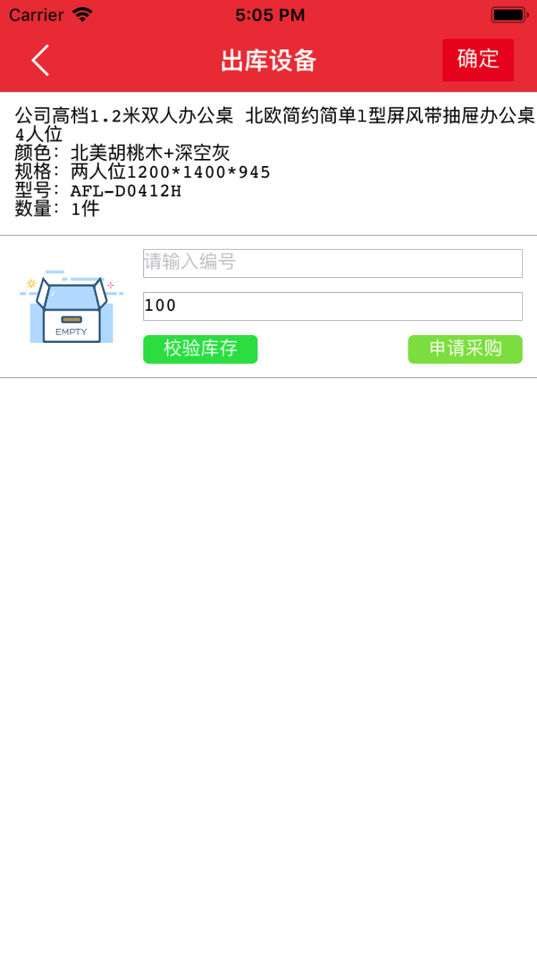 Carrier 5:05 PM
出库设备 确定
公司高档1.2米双人办公桌 北欧简约简单l型屏风带抽屉办公桌
4人位
颜色：北美胡桃木+深空灰
规格：两人位1200*1400*945
型号：AFL-D0412H
数量：1件
请输入编号
100
EMPTY
校验库存 申请采购